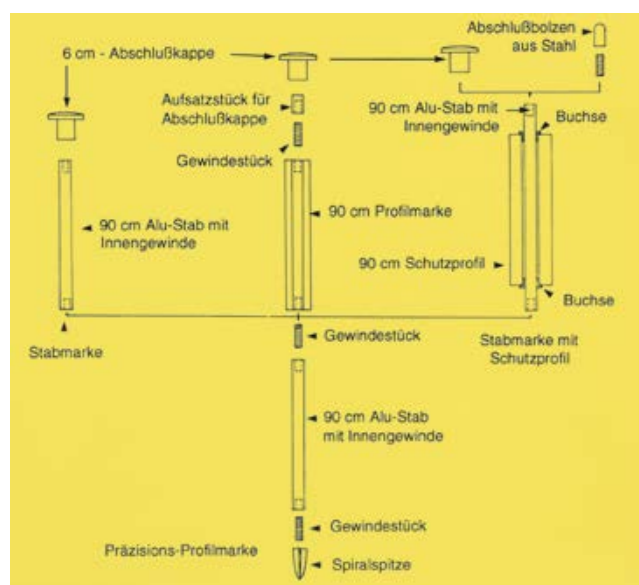 Abschlußbolzen
aus Stahl
6 cm - Abschlußkappe
Aufsatzstück für
Abschlußkappe
90 cm Alu-Stab mit
Innengewinde
Buchse
Gewindestück
90 cm Profilmarke
90 cm Alu-Stab mit
Innengewinde
90 cm Schutzprofil
Buchse
Stabmarke
Gewindestück
Stabmarke mit
Schutzprofil
90 cm Alu-Stab
mit Innengewinde
Gewindestück
Präzisions-Profilmarke
Spiralspitze